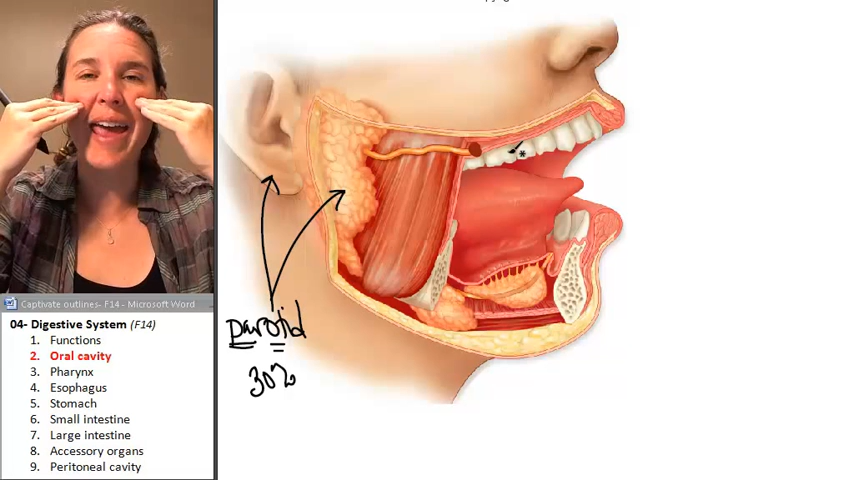 parotid
30%
Captivate outlines- F14 - Microsoft Word
04- Digestive System (F14)
1. Functions
2. Oral cavity
3. Pharynx
4. Esophagus
5. Stomach
6. Small intestine
7. Large intestine
8. Accessory organs
9. Peritoneal cavity